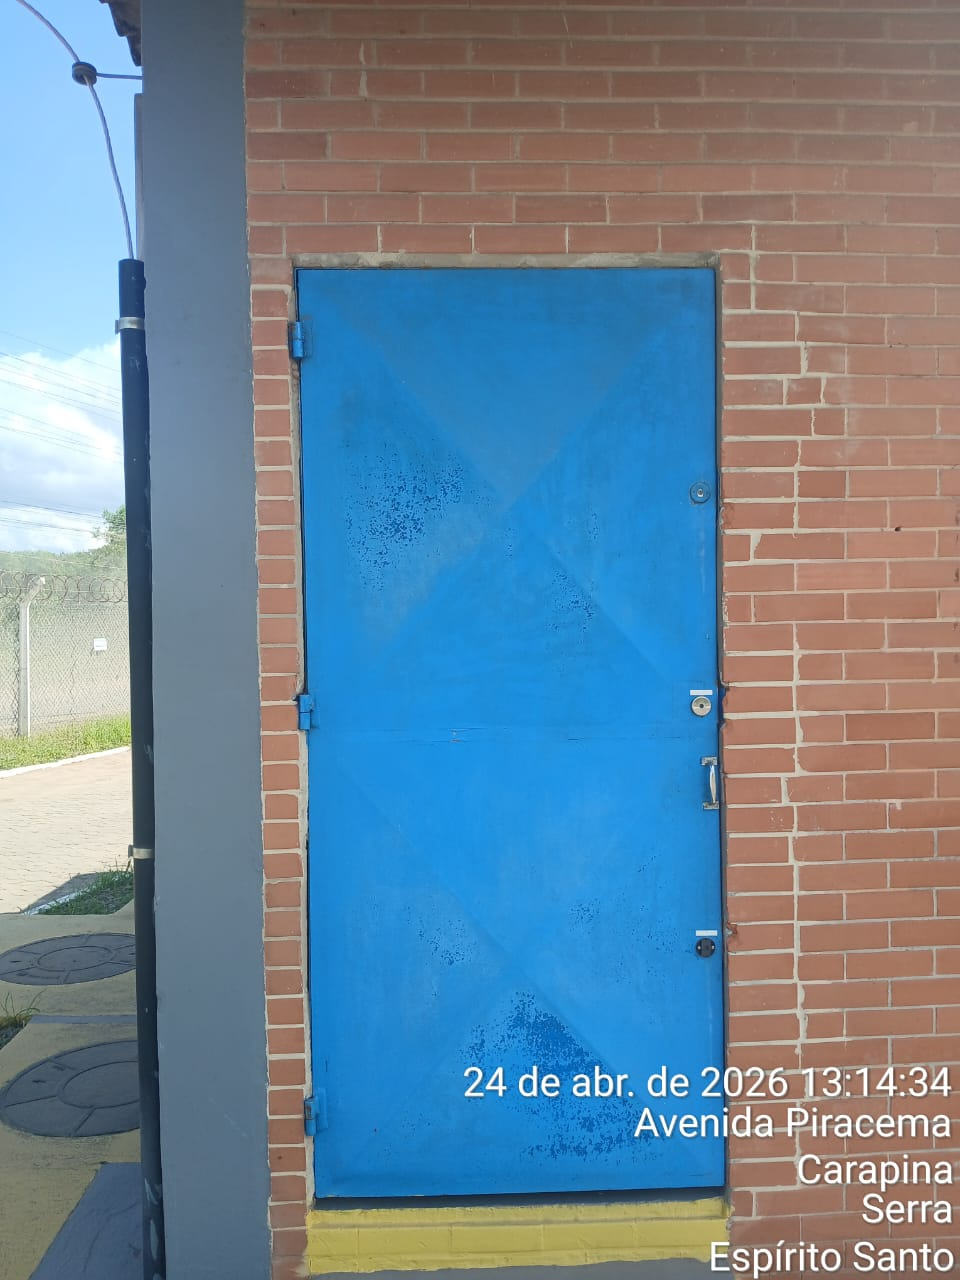 24 de abr. de 2026 13:14:34
Avenida Piracema
Carapina
Serra
Espírito Santo